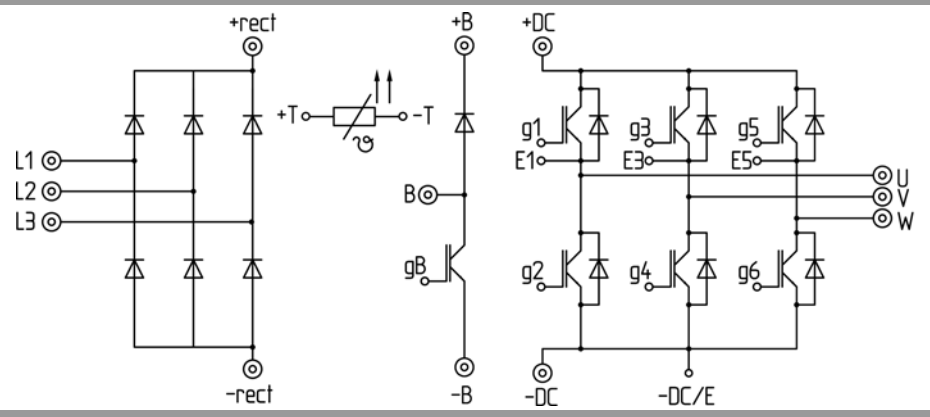 +rect
+B
+DC
+T
-T
ϑ
g1
g3
g5
L1
E1
E3
E5
L2
B
U
V
L3
W
gB
g2
g4
g6
-rect
-B
-DC
-DC/E